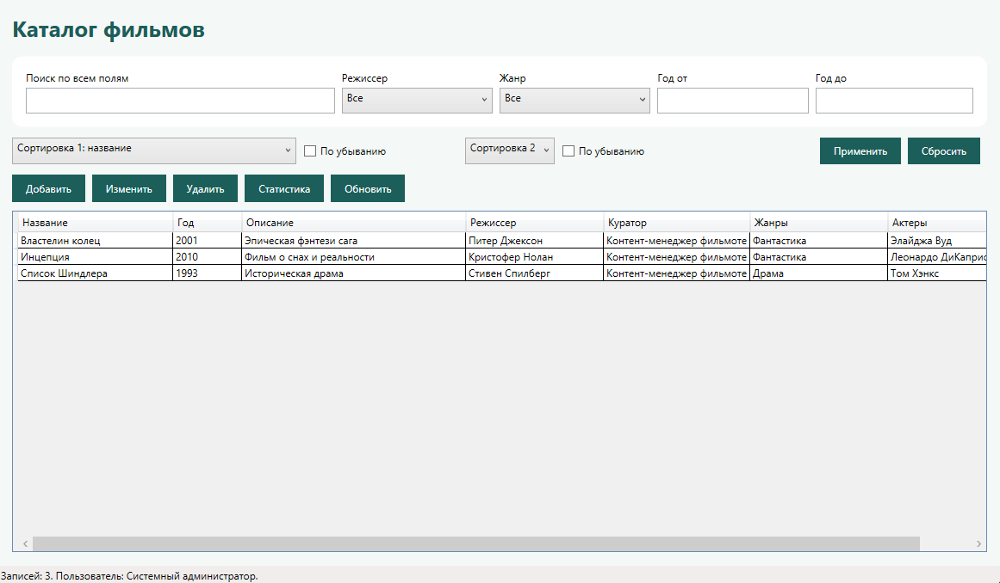 Каталог фильмов
Поиск по всем полям Режиссер Жанр Год от Год до
Все Все
Сортировка 1: название По убыванию Сортировка 2 По убыванию Применить Сбросить
Добавить Изменить Удалить Статистика Обновить
Название Год Описание Режиссер Куратор Жанры Актеры
Властелин колец 2001 Эпическая фэнтези сага Питер Джексон Контент-менеджер фильмоте Фантастика Элайджа Вуд
Инцепция 2010 Фильм о снах и реальности Кристофер Нолан Контент-менеджер фильмоте Фантастика Леонардо ДиКаприо
Список Шиндлера 1993 Историческая драма Стивен Спилберг Контент-менеджер фильмоте Драма Том Хэнкс
Записей: 3. Пользователь: Системный администратор.